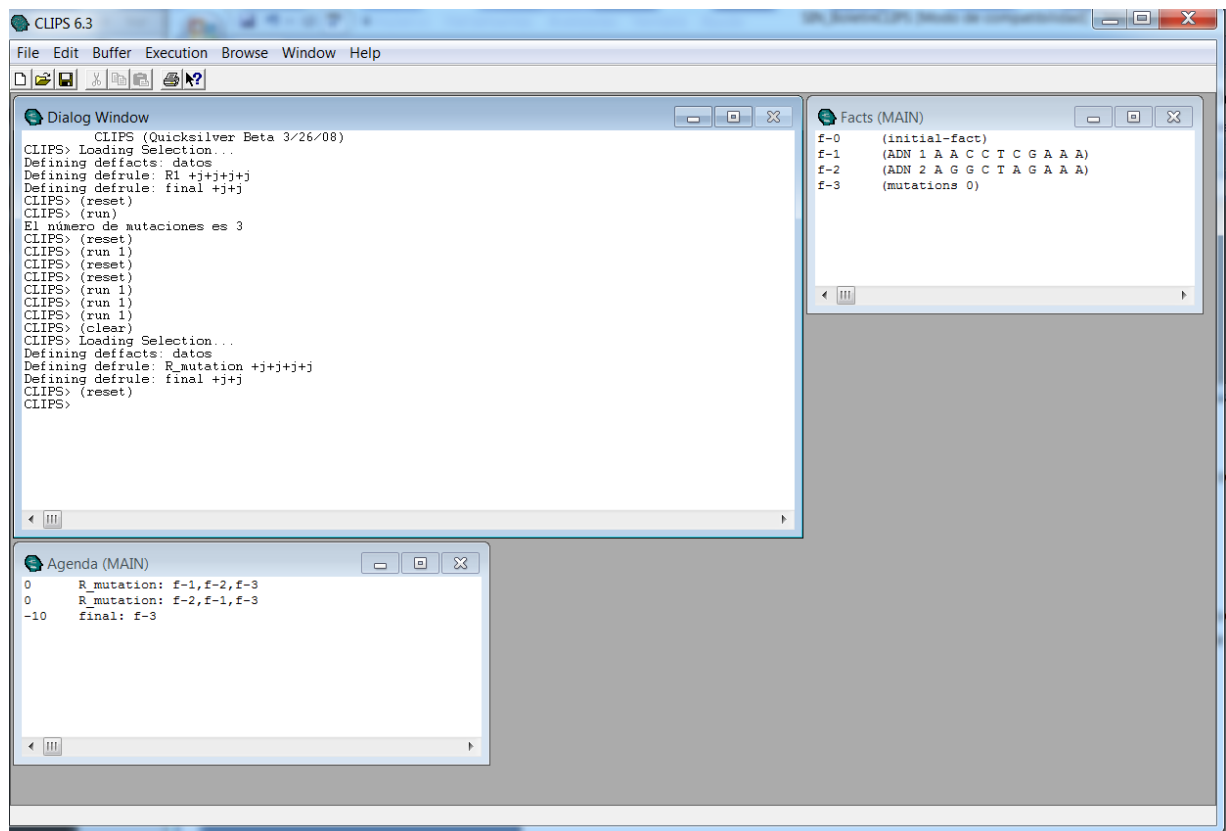 CLIPS 6.3
File Edit Buffer Execution Browse Window Help
Dialog Window
CLIPS (Quicksilver Beta 3/26/08)
CLIPS> Loading Selection...
Defining deffacts: datos
Defining defrule: R1 +j+j+j+j
Defining defrule: final +j+j
CLIPS> (reset)
CLIPS> (run)
El número de mutaciones es 3
CLIPS> (reset)
CLIPS> (run 1)
CLIPS> (reset)
CLIPS> (reset)
CLIPS> (run 1)
CLIPS> (run 1)
CLIPS> (run 1)
CLIPS> (clear)
CLIPS> Loading Selection...
Defining deffacts: datos
Defining defrule: R_mutation +j+j+j+j
Defining defrule: final +j+j
CLIPS> (reset)
CLIPS>
Facts (MAIN)
f-0 (initial-fact)
f-1 (ADN 1 A A C C T C G A A A)
f-2 (ADN 2 A G G C T A G A A A)
f-3 (mutations 0)
Agenda (MAIN)
0 R_mutation: f-1,f-2,f-3
0 R_mutation: f-2,f-1,f-3
-10 final: f-3